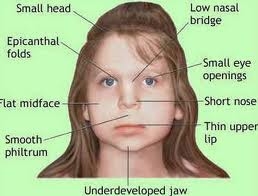 Small head
Epicanthal
folds
Flat midface
Smooth
philtrum
Low nasal
bridge
Small eye
openings
Short nose
Thin upper
lip
Underdeveloped jaw